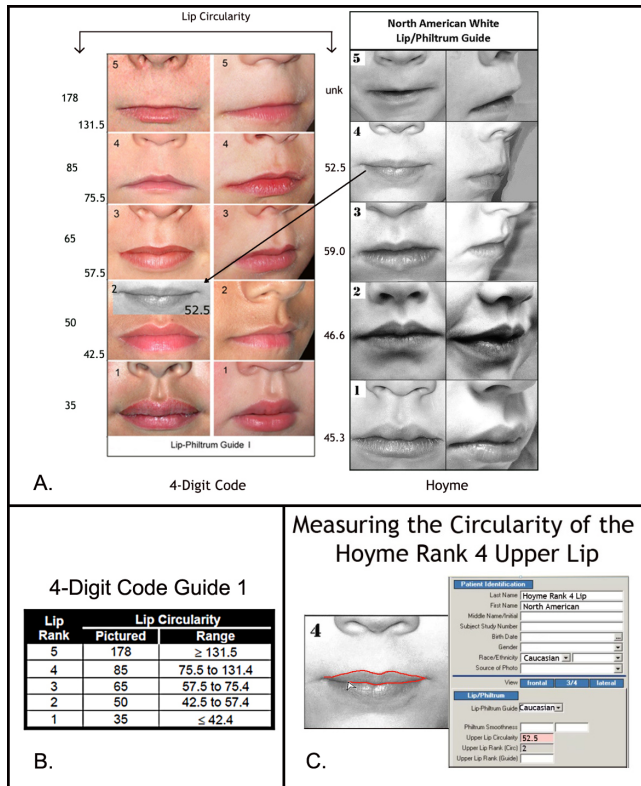 Lip Circularity
North American White
Lip/Philtrum Guide
5
5
5
178
unk
131.5
4
4
4
85
52.5
75.5
3
3
3
65
59.0
57.5
2
52.5
2
2
50
46.6
42.5
1
1
1
35
45.3
Lip-Philtrum Guide I
A.
4-Digit Code
Hoyme
4-Digit Code Guide 1
Lip Rank
Lip Circularity
Pictured
Range
5 178 ≥ 131.5
4 85 75.5 to 131.4
3 65 57.5 to 75.4
2 50 42.5 to 57.4
1 35 ≤ 42.4
B.
Measuring the Circularity of the
Hoyme Rank 4 Upper Lip
4
Patient Identification
Last Name Hoyme Rank 4 Lip
First Name North American
Middle Name/Initial
Subject Study Number
Birth Date ...
Gender
Race/Ethnicity Caucasian
Source of Photo
View frontal 3/4 lateral
Lip/Philtrum
Lip-Philtrum Guide Caucasian
Philtrum Smoothness
Upper Lip Circularity 52.5
Upper Lip Rank (Circ) 2
Upper Lip Rank (Guide)
C.